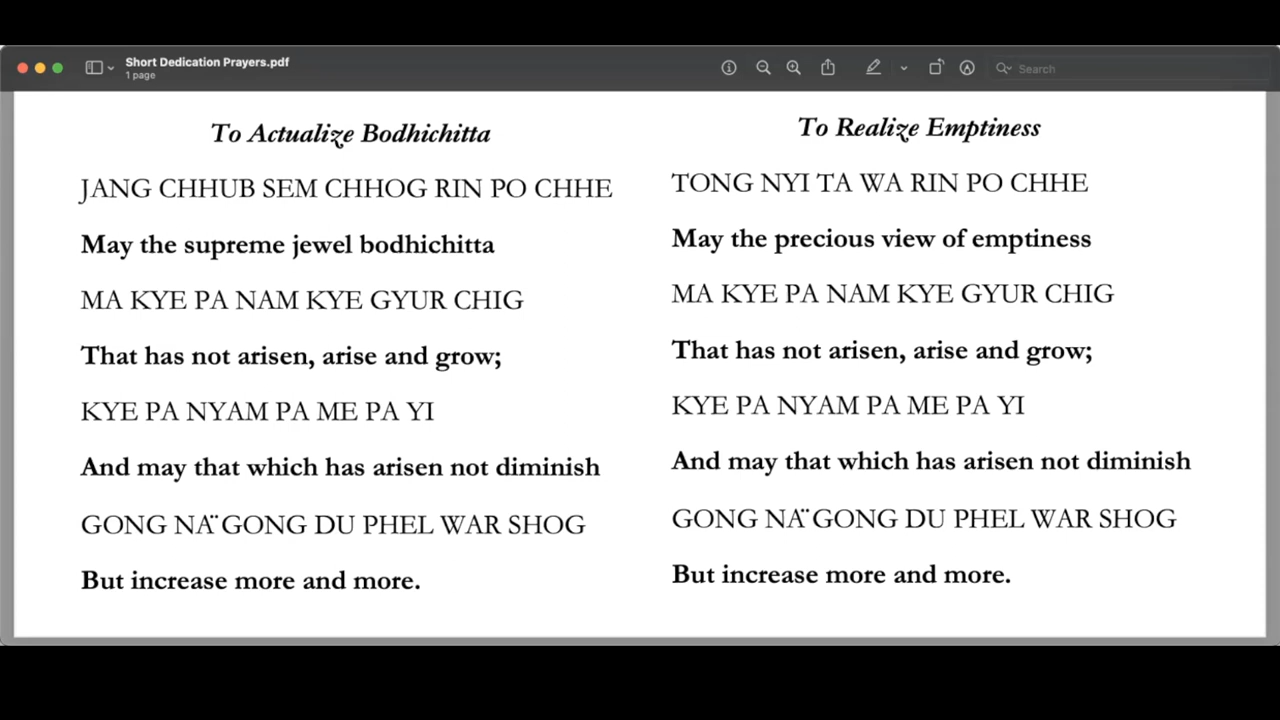 Short Dedication Prayers.pdf
1 page
Search
To Actualize Bodhichitta
JANG CHHUB SEM CHHOG RIN PO CHHE
May the supreme jewel bodhichitta
MA KYE PA NAM KYE GYUR CHIG
That has not arisen, arise and grow;
KYE PA NYAM PA ME PA YI
And may that which has arisen not diminish
GONG NA¨ GONG DU PHEL WAR SHOG
But increase more and more.
To Realize Emptiness
TONG NYI TA WA RIN PO CHHE
May the precious view of emptiness
MA KYE PA NAM KYE GYUR CHIG
That has not arisen, arise and grow;
KYE PA NYAM PA ME PA YI
And may that which has arisen not diminish
GONG NA¨ GONG DU PHEL WAR SHOG
But increase more and more.